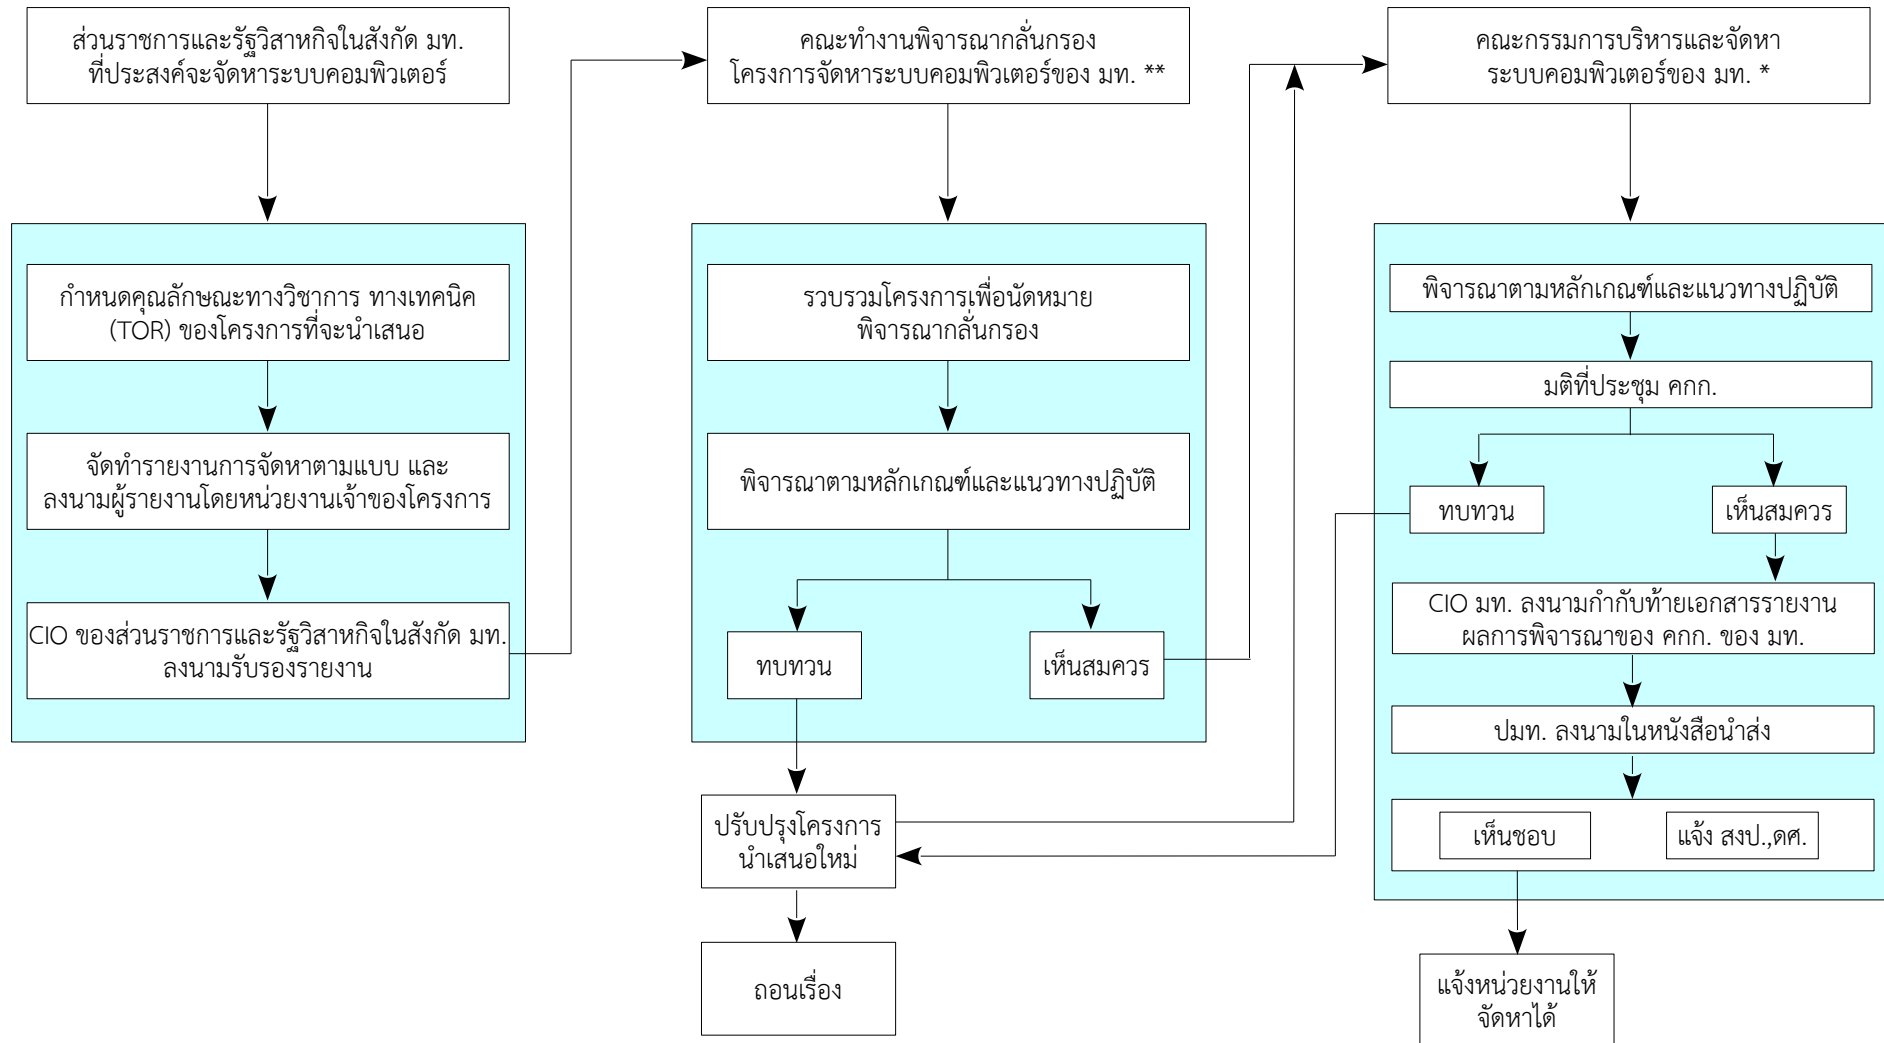 ส่วนราชการและรัฐวิสาหกิจในสังกัด มท.
ที่ประสงค์จะจัดหาระบบคอมพิวเตอร์
กำหนดคุณลักษณะทางวิชาการ ทางเทคนิค
(TOR) ของโครงการที่จะนำเสนอ
จัดทำรายงานการจัดหาตามแบบ และ
ลงนามผู้รายงานโดยหน่วยงานเจ้าของโครงการ
CIO ของส่วนราชการและรัฐวิสาหกิจในสังกัด มท.
ลงนามรับรองรายงาน
คณะทำงานพิจารณากลั่นกรอง
โครงการจัดหาระบบคอมพิวเตอร์ของ มท. **
รวบรวมโครงการเพื่อนัดหมาย
พิจารณากลั่นกรอง
พิจารณาตามหลักเกณฑ์และแนวทางปฏิบัติ
ทบทวน
เห็นสมควร
ปรับปรุงโครงการ
นำเสนอใหม่
ถอนเรื่อง
คณะกรรมการบริหารและจัดหา
ระบบคอมพิวเตอร์ของ มท. *
พิจารณาตามหลักเกณฑ์และแนวทางปฏิบัติ
มติที่ประชุม คกก.
ทบทวน
เห็นสมควร
CIO มท. ลงนามกำกับท้ายเอกสารรายงาน
ผลการพิจารณาของ คกก. ของ มท.
ปมท. ลงนามในหนังสือนำส่ง
เห็นชอบ
แจ้ง สงป.,ดศ.
แจ้งหน่วยงานให้
จัดหาได้